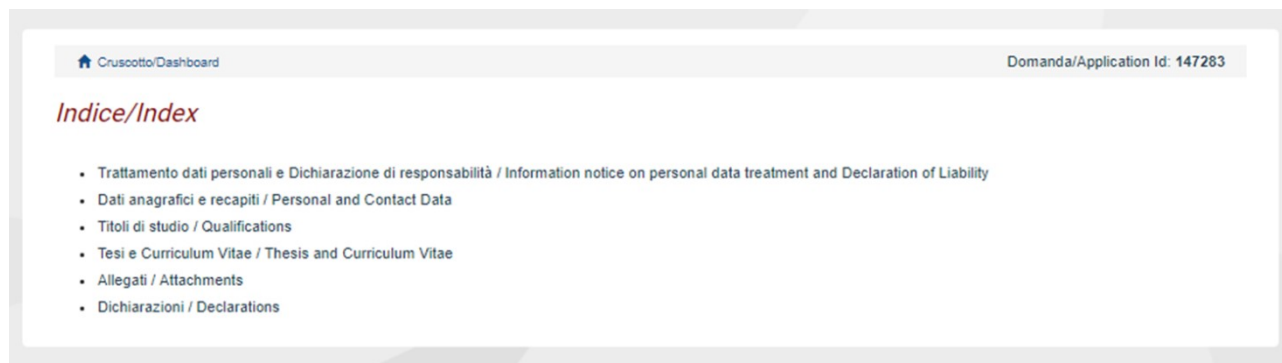 Cruscotto/Dashboard Domanda/Application Id: 147283
Indice/Index
• Trattamento dati personali e Dichiarazione di responsabilità / Information notice on personal data treatment and Declaration of Liability
• Dati anagrafici e recapiti / Personal and Contact Data
• Titoli di studio / Qualifications
• Tesi e Curriculum Vitae / Thesis and Curriculum Vitae
• Allegati / Attachments
• Dichiarazioni / Declarations